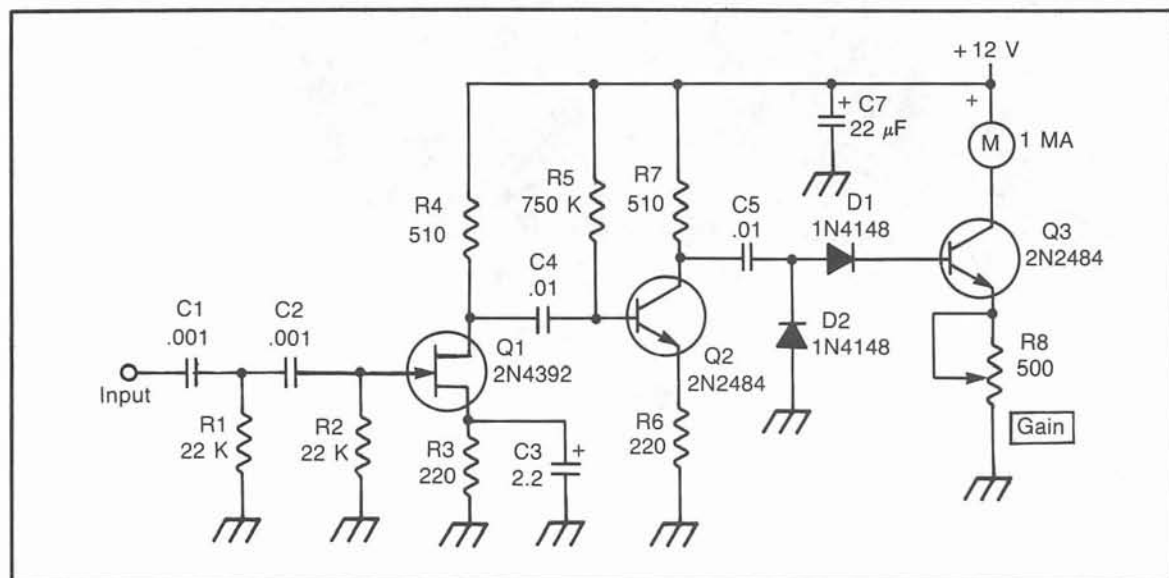 + 12 V
+
M
1 MA
+ C7
22 µF
R4
510
R5
750 K
R7
510
C5
.01
D1
1N4148
Q3
2N2484
C4
.01
C1
.001
C2
.001
Q1
2N4392
D2
1N4148
Q2
2N2484
R8
500
Input
R1
22 K
R2
22 K
R3
220
C3
2.2
+
R6
220
Gain